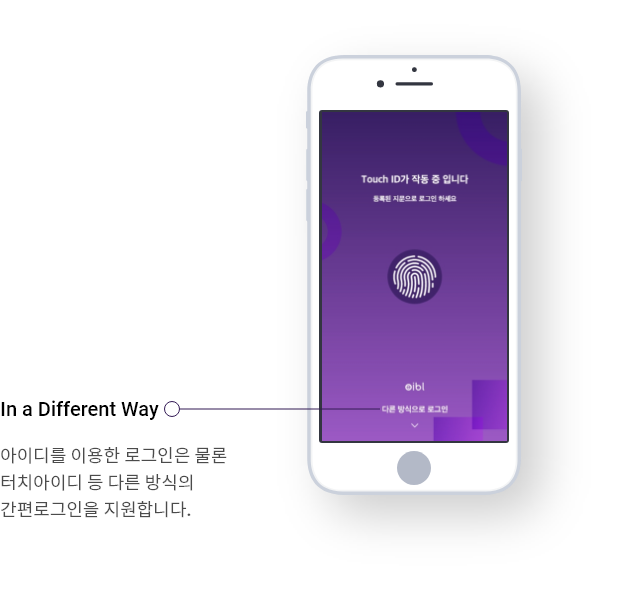 Touch ID가 작동 중 입니다
등록된 지문으로 로그인 하세요
oibl
다른 방식으로 로그인
In a Different Way
아이디를 이용한 로그인은 물론
터치아이디 등 다른 방식의
간편로그인을 지원합니다.